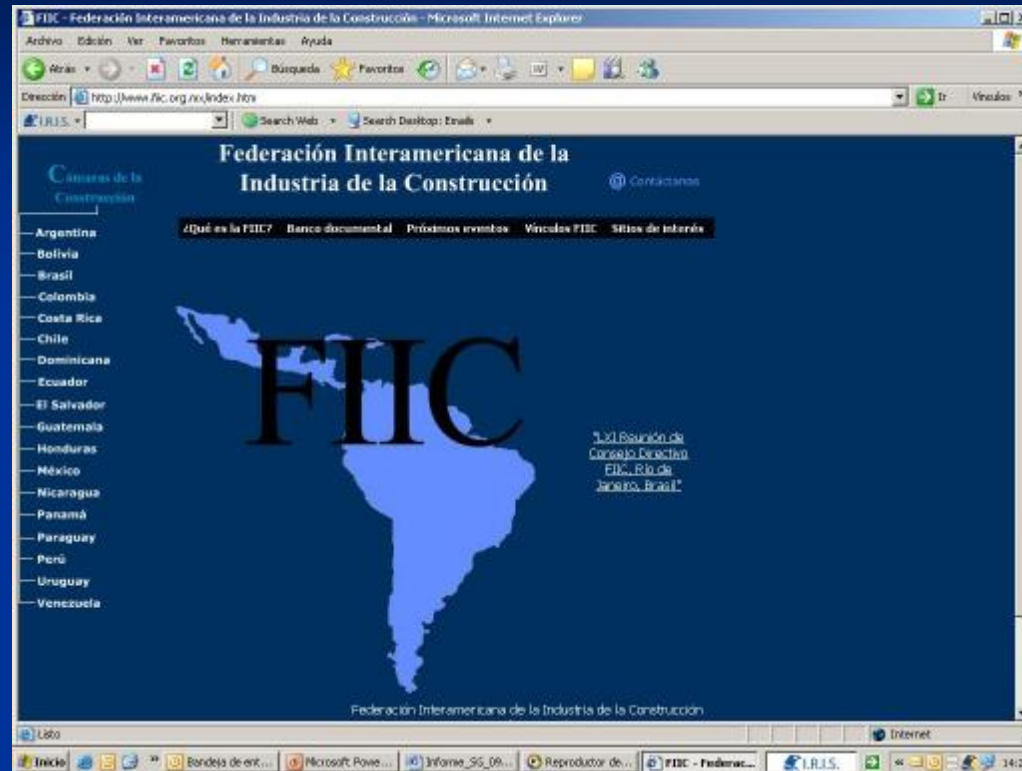 FIIC - Federación Interamericana de la Industria de la Construcción - Microsoft Internet Explorer
Archivo Edición Ver Favoritos Herramientas Ayuda
Atrás Búsqueda Favoritos
Dirección http://www.fiic.org.mx/index.htm Ir Vínculos
I.R.I.S. Search Web Search Desktop: Emails
Cámaras de la
Construcción
Federación Interamericana de la
Industria de la Construcción
@ Contáctanos
¿Qué es la FIIC? Banco documental Próximos eventos Vínculos FIIC Sitios de interés
Argentina
Bolivia
Brasil
Colombia
Costa Rica
Chile
Dominicana
Ecuador
El Salvador
Guatemala
Honduras
México
Nicaragua
Panamá
Paraguay
Perú
Uruguay
Venezuela
FIIC
"LXI Reunión de
Consejo Directivo
FIIC, Río de
Janeiro, Brasil"
Federación Interamericana de la Industria de la Construcción
Listo Internet
Inicio Bandeja de ent... Microsoft Powe... Informe_SG_09... Reproductor de... FIIC - Federac... I.R.I.S.